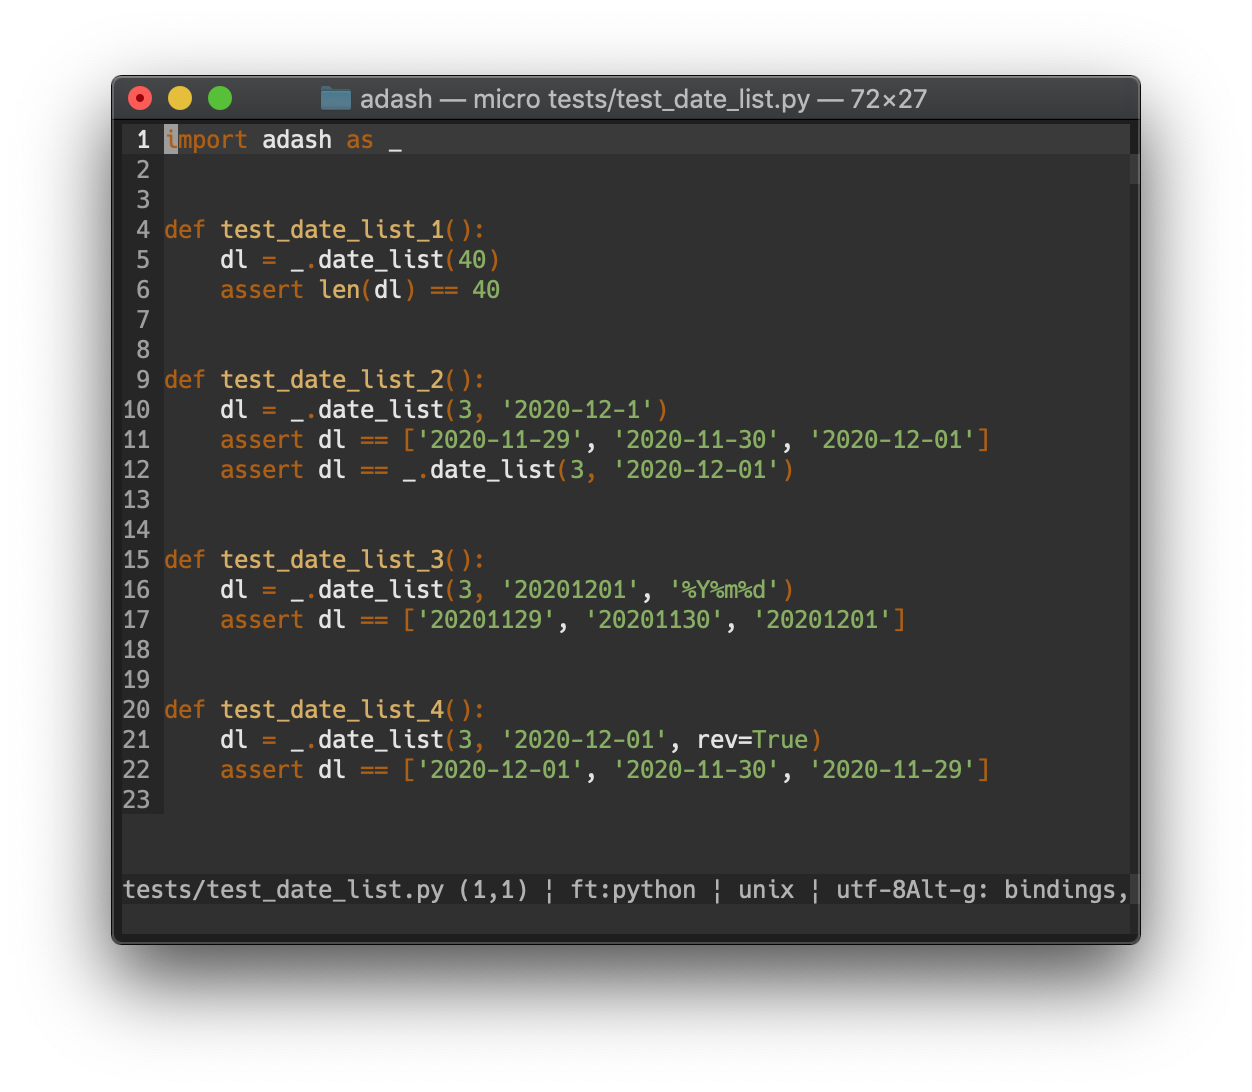 adash — micro tests/test_date_list.py — 72×27
1 import adash as _
2
3
4 def test_date_list_1():
5     dl = _.date_list(40)
6     assert len(dl) == 40
7
8
9 def test_date_list_2():
10     dl = _.date_list(3, '2020-12-1')
11     assert dl == ['2020-11-29', '2020-11-30', '2020-12-01']
12     assert dl == _.date_list(3, '2020-12-01')
13
14
15 def test_date_list_3():
16     dl = _.date_list(3, '20201201', '%Y%m%d')
17     assert dl == ['20201129', '20201130', '20201201']
18
19
20 def test_date_list_4():
21     dl = _.date_list(3, '2020-12-01', rev=True)
22     assert dl == ['2020-12-01', '2020-11-30', '2020-11-29']
23
tests/test_date_list.py (1,1) ¦ ft:python ¦ unix ¦ utf-8Alt-g: bindings,